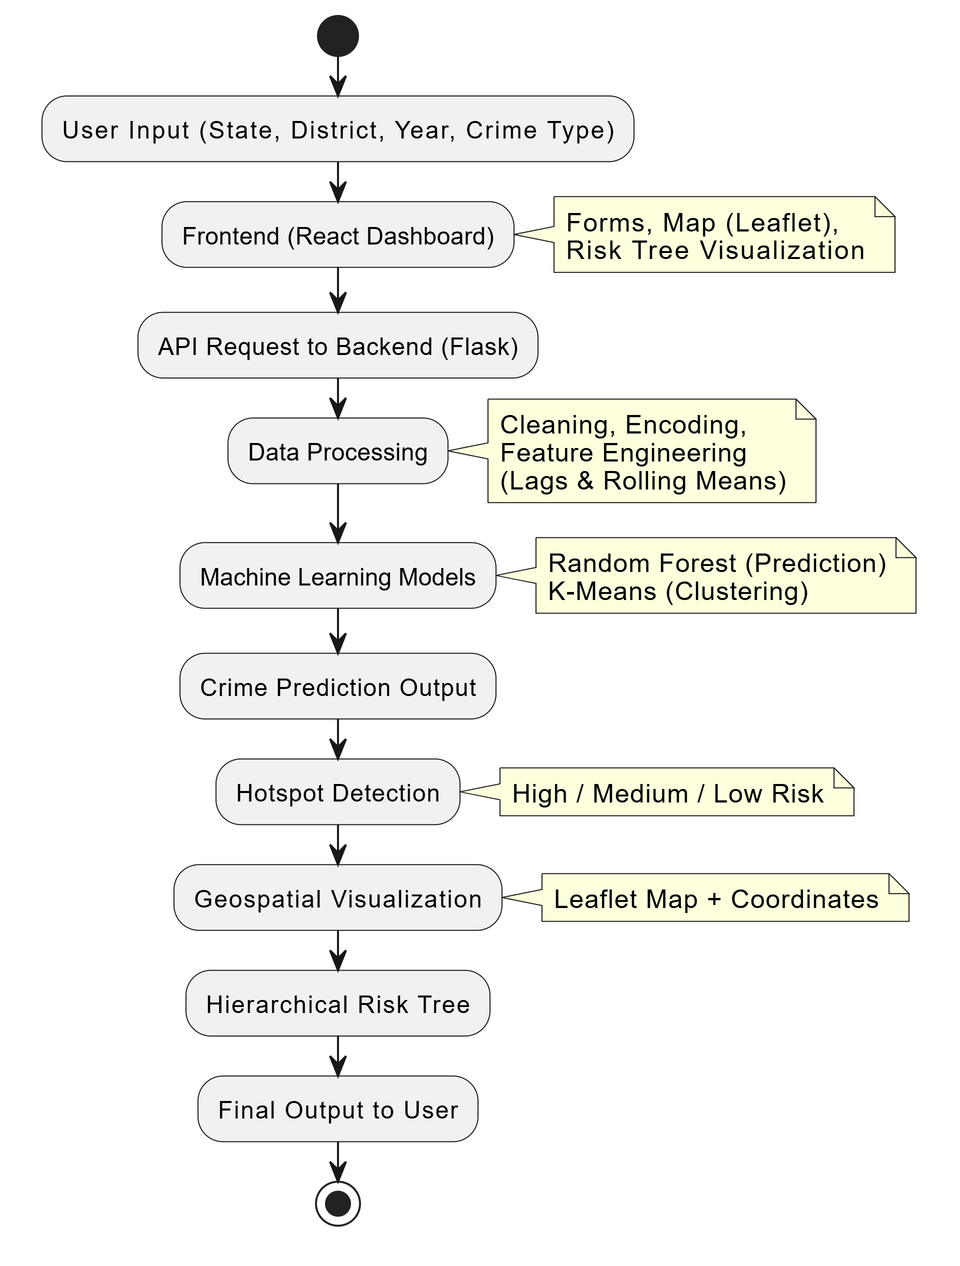 User Input (State, District, Year, Crime Type)
Frontend (React Dashboard)
Forms, Map (Leaflet),
Risk Tree Visualization
API Request to Backend (Flask)
Data Processing
Cleaning, Encoding,
Feature Engineering
(Lags & Rolling Means)
Machine Learning Models
Random Forest (Prediction)
K-Means (Clustering)
Crime Prediction Output
Hotspot Detection
High / Medium / Low Risk
Geospatial Visualization
Leaflet Map + Coordinates
Hierarchical Risk Tree
Final Output to User